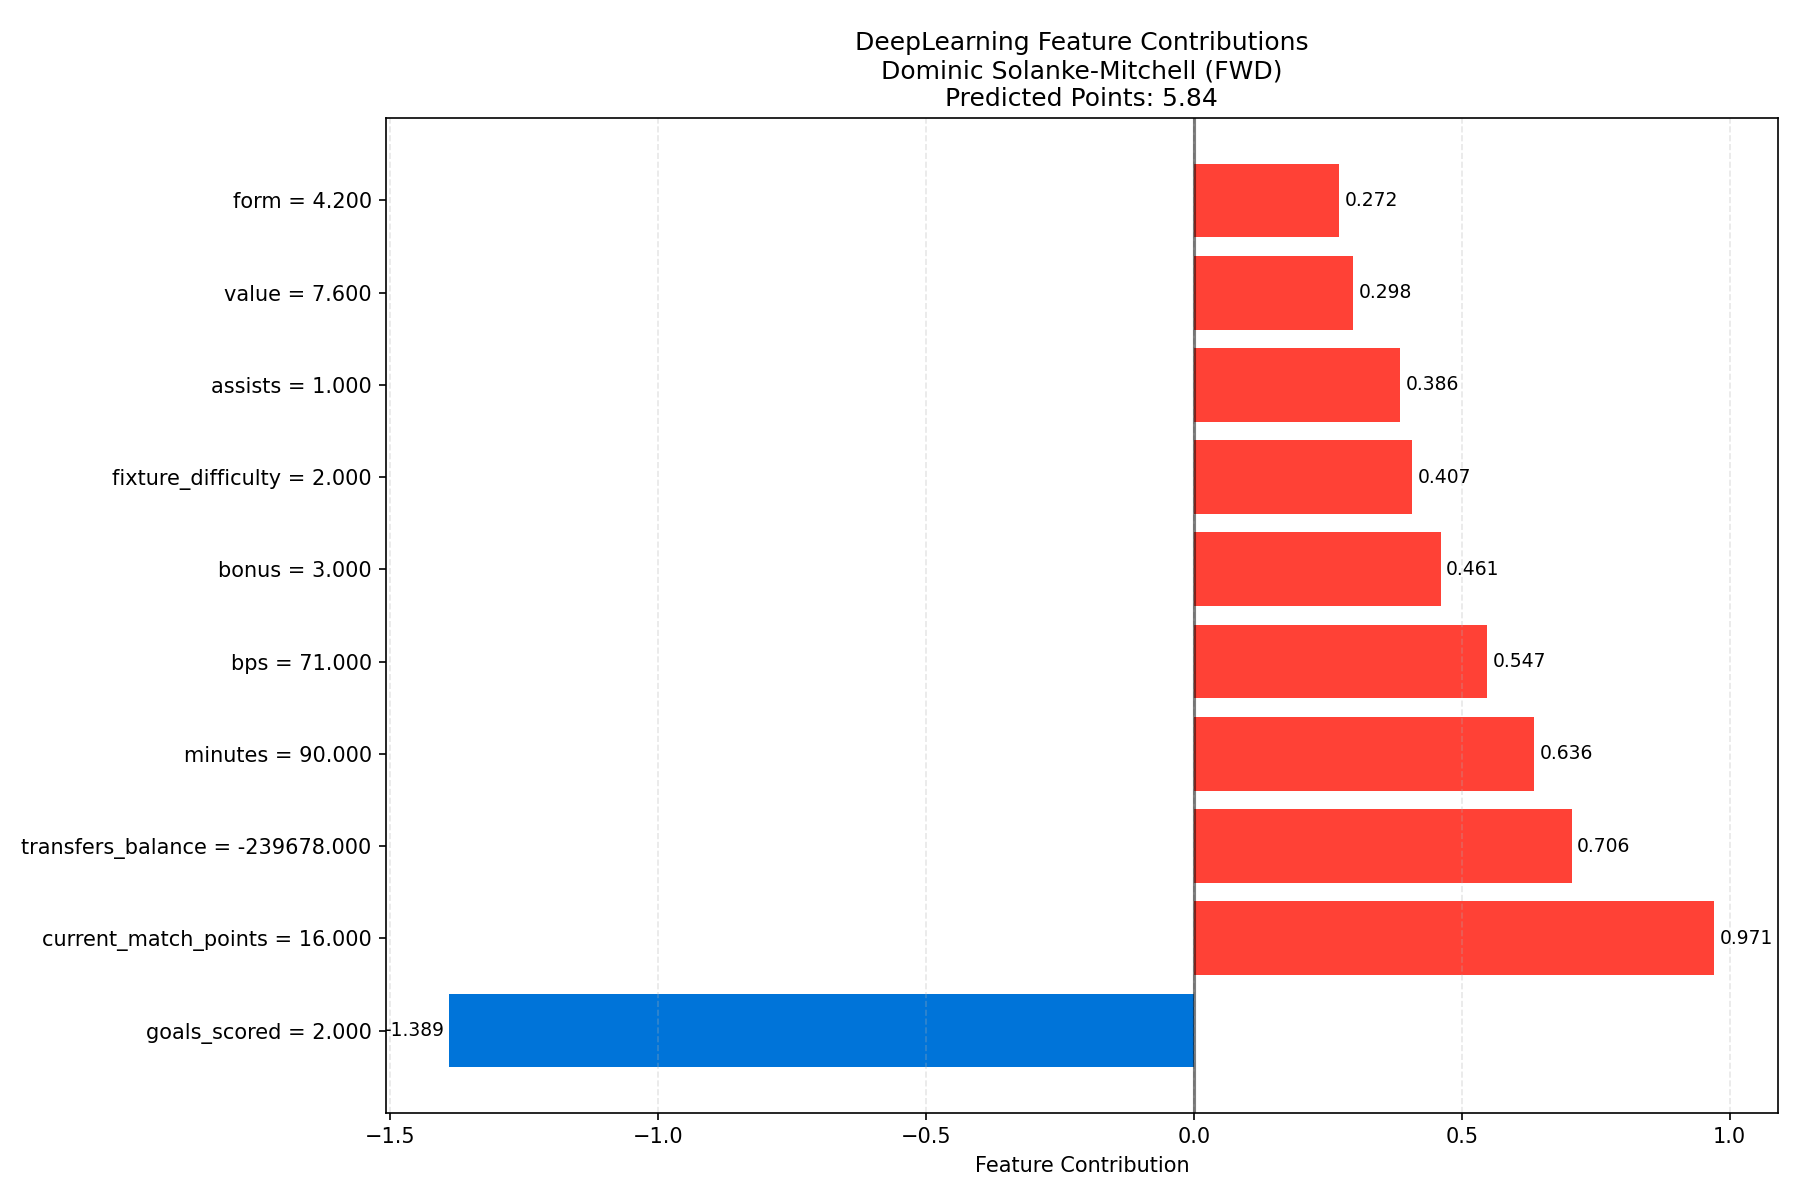 DeepLearning Feature Contributions
Dominic Solanke-Mitchell (FWD)
Predicted Points: 5.84
form = 4.200 0.272
value = 7.600 0.298
assists = 1.000 0.386
fixture_difficulty = 2.000 0.407
bonus = 3.000 0.461
bps = 71.000 0.547
minutes = 90.000 0.636
transfers_balance = -239678.000 0.706
current_match_points = 16.000 0.971
goals_scored = 2.000 -1.389
−1.5 −1.0 −0.5 0.0 0.5 1.0
Feature Contribution